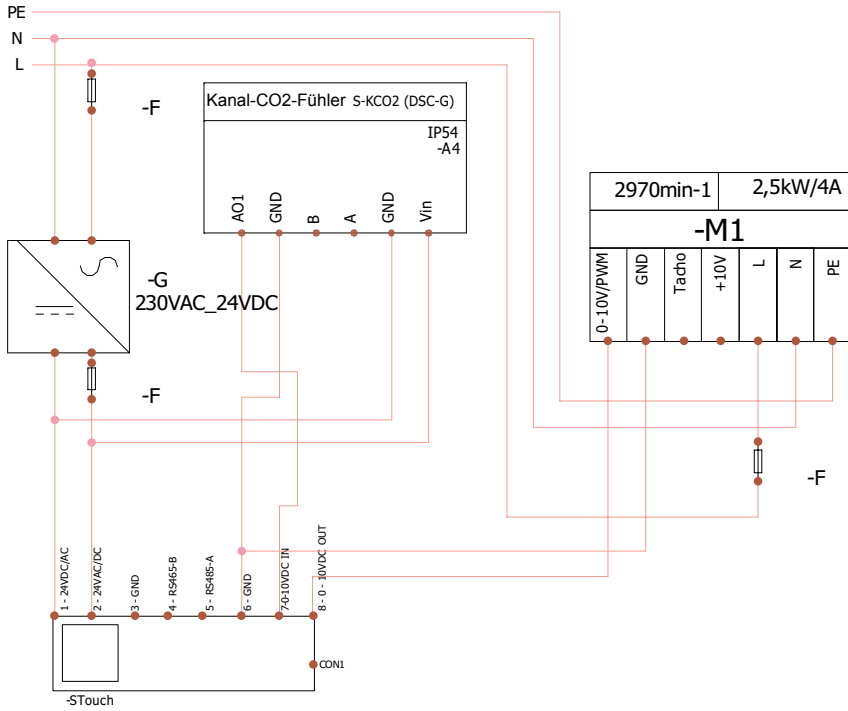 PE
N
L
-F
Kanal-CO2-Fühler S-KCO2 (DSC-G)
IP54
-A4
AO1
GND
B
A
GND
Vin
2970min-1
2,5kW/4A
-M1
0-10V/PWM
GND
Tacho
+10V
L
N
PE
-G
230VAC_24VDC
-F
-F
1 - 24VDC/AC
2 - 24VAC/DC
3 - GND
4 - RS465-B
5 - RS485-A
6 - GND
7-0-10VDC IN
8 - 0 - 10VDC OUT
CON1
-STouch